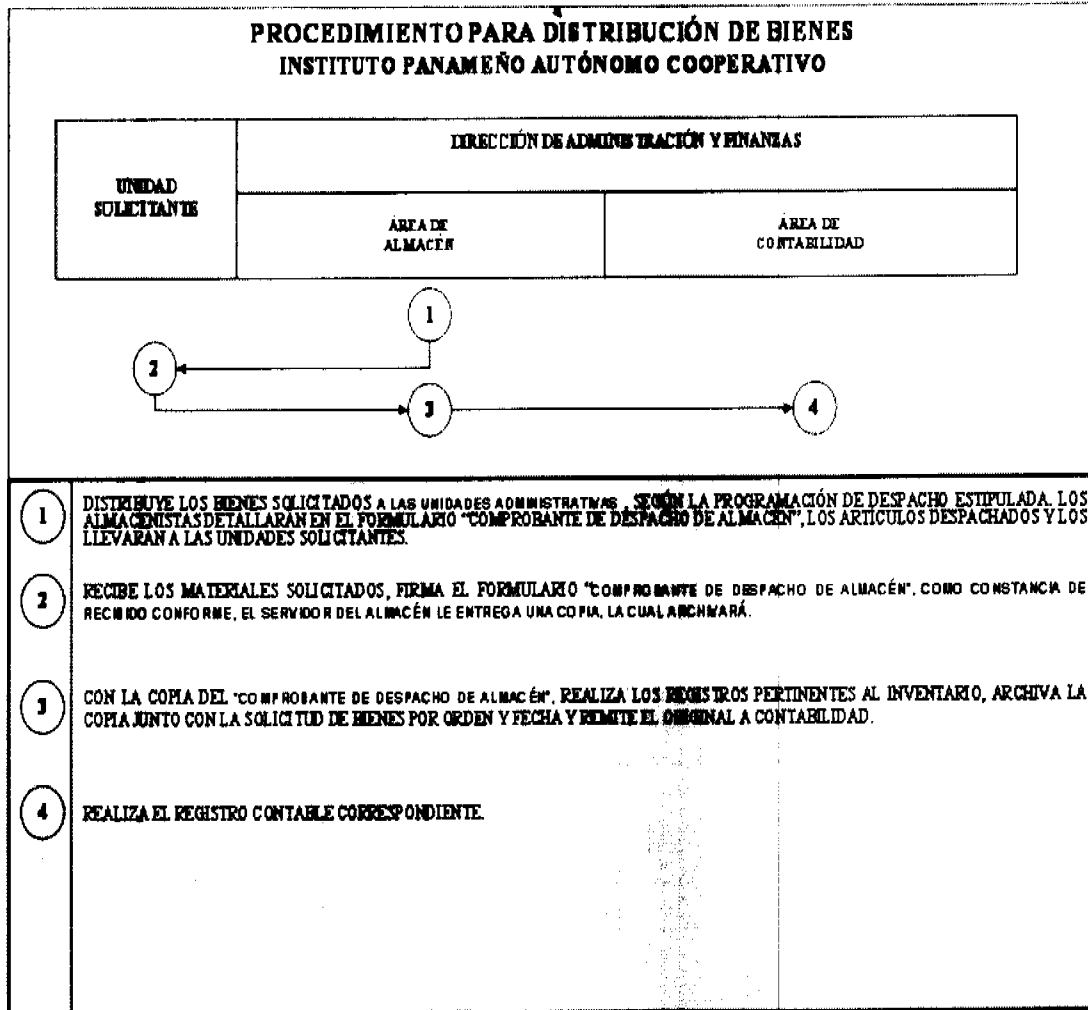 PROCEDIMIENTO PARA DISTRIBUCIÓN DE BIENES
INSTITUTO PANAMEÑO AUTÓNOMO COOPERATIVO
UNIDAD
SOLICITANTE
DIRECCIÓN DE ADMINISTRACIÓN Y FINANZAS
ÁREA DE
ALMACÉN
ÁREA DE
CONTABILIDAD
1
2
3
4
1
DISTRIBUYE LOS BIENES SOLICITADOS A LAS UNIDADES ADMINISTRATIVAS, SEGÚN LA PROGRAMACIÓN DE DESPACHO ESTIPULADA. LOS
ALMACENISTAS DETALLARAN EN EL FORMULARIO "COMPROBANTE DE DESPACHO DE ALMACÉN", LOS ARTÍCULOS DESPACHADOS Y LOS
LLEVARAN A LAS UNIDADES SOLICITANTES.
2
RECIBE LOS MATERIALES SOLICITADOS, FIRMA EL FORMULARIO "COMPROBANTE DE DESPACHO DE ALMACÉN", COMO CONSTANCIA DE
RECIBIDO CONFORME, EL SERVIDOR DEL ALMACÉN LE ENTREGA UNA COPIA, LA CUAL ARCHIVARÁ.
3
CON LA COPIA DEL "COMPROBANTE DE DESPACHO DE ALMACÉN", REALIZA LOS REGISTROS PERTINENTES AL INVENTARIO, ARCHIVA LA
COPIA JUNTO CON LA SOLICITUD DE BIENES POR ORDEN Y FECHA Y REMITE EL ORIGINAL A CONTABILIDAD.
4
REALIZA EL REGISTRO CONTABLE CORRESPONDIENTE.